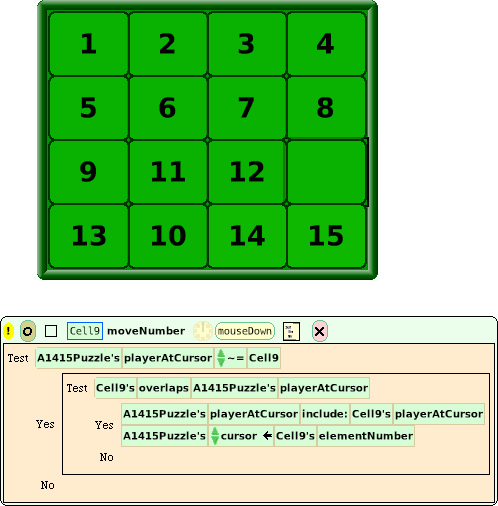 1 2 3 4
5 6 7 8
9 11 12
13 10 14 15
! Cell9 moveNumber mouseDown
Test A1415Puzzle's playerAtCursor ~= Cell9
Test Cell9's overlaps A1415Puzzle's playerAtCursor
Yes
Yes A1415Puzzle's playerAtCursor include: Cell9's playerAtCursor
A1415Puzzle's cursor ← Cell9's elementNumber
No
No